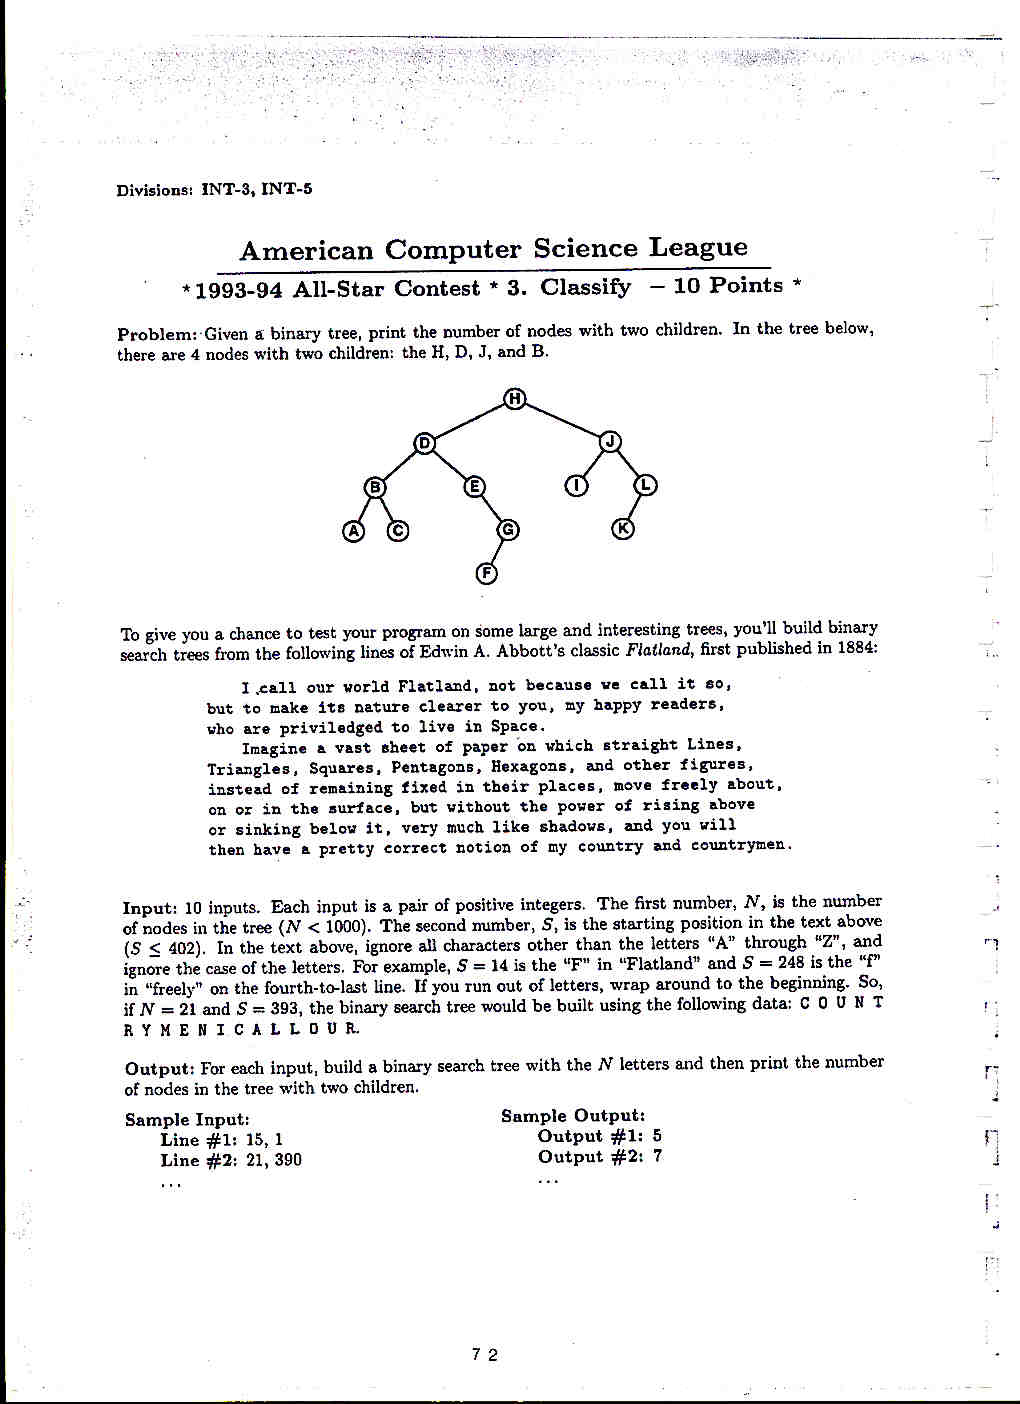 Divisions: INT-3, INT-5
American Computer Science League
*1993-94 All-Star Contest * 3. Classify – 10 Points *
Problem: Given a binary tree, print the number of nodes with two children. In the tree below,
there are 4 nodes with two children: the H, D, J, and B.
H
D J
B E I L
A C G K
F
To give you a chance to test your program on some large and interesting trees, you'll build binary
search trees from the following lines of Edwin A. Abbott's classic Flatland, first published in 1884:
I call our world Flatland, not because we call it so,
but to make its nature clearer to you, my happy readers,
who are priviledged to live in Space.
Imagine a vast sheet of paper on which straight Lines,
Triangles, Squares, Pentagons, Hexagons, and other figures,
instead of remaining fixed in their places, move freely about,
on or in the surface, but without the power of rising above
or sinking below it, very much like shadows, and you will
then have a pretty correct notion of my country and countrymen.
Input: 10 inputs. Each input is a pair of positive integers. The first number, N, is the number
of nodes in the tree (N < 1000). The second number, S, is the starting position in the text above
(S ≤ 402). In the text above, ignore all characters other than the letters "A" through "Z", and
ignore the case of the letters. For example, S = 14 is the "F" in "Flatland" and S = 248 is the "f"
in "freely" on the fourth-to-last line. If you run out of letters, wrap around to the beginning. So,
if N = 21 and S = 393, the binary search tree would be built using the following data: C O U N T
R Y M E N I C A L L O U R.
Output: For each input, build a binary search tree with the N letters and then print the number
of nodes in the tree with two children.
Sample Input: Sample Output:
Line #1: 15, 1 Output #1: 5
Line #2: 21, 390 Output #2: 7
... ...
7 2